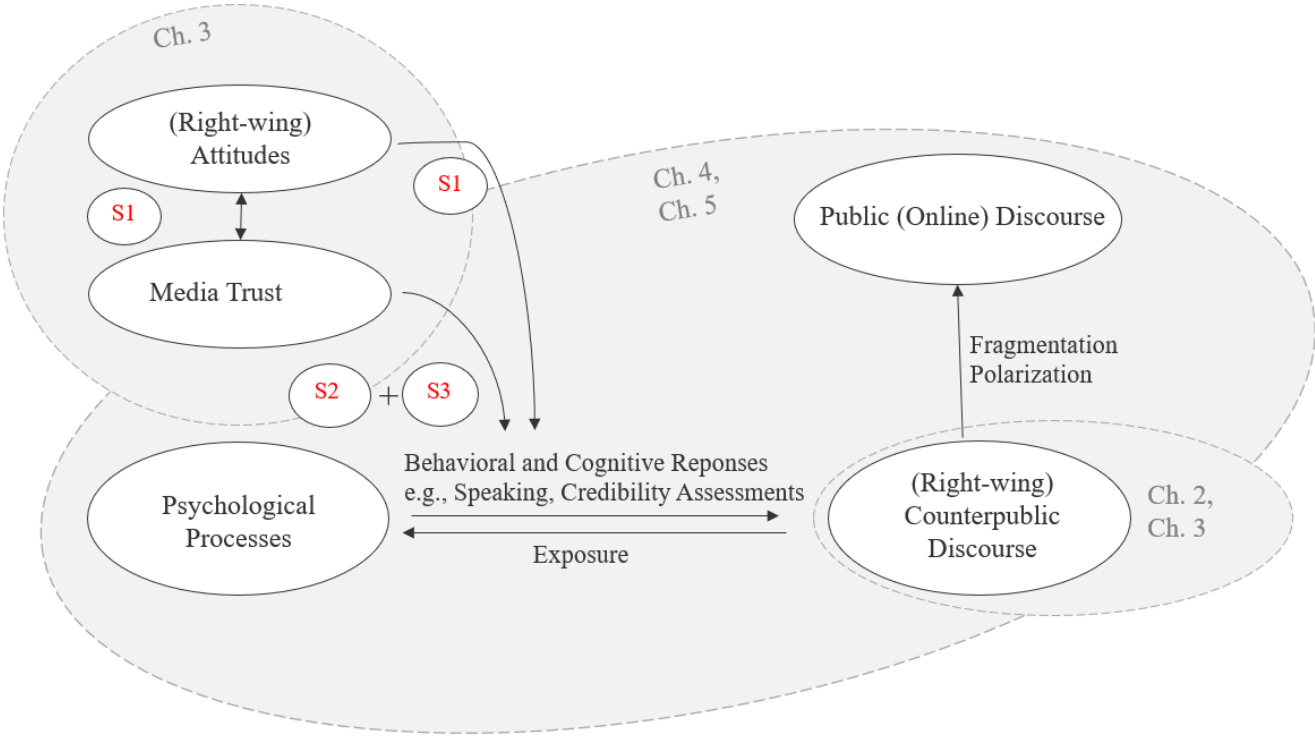 Ch. 3
(Right-wing)
Attitudes
S1
S1
Media Trust
Ch. 4,
Ch. 5
Public (Online) Discourse
Fragmentation
Polarization
S2
+
S3
Behavioral and Cognitive Reponses
e.g., Speaking, Credibility Assessments
Psychological
Processes
Exposure
(Right-wing)
Counterpublic
Discourse
Ch. 2,
Ch. 3